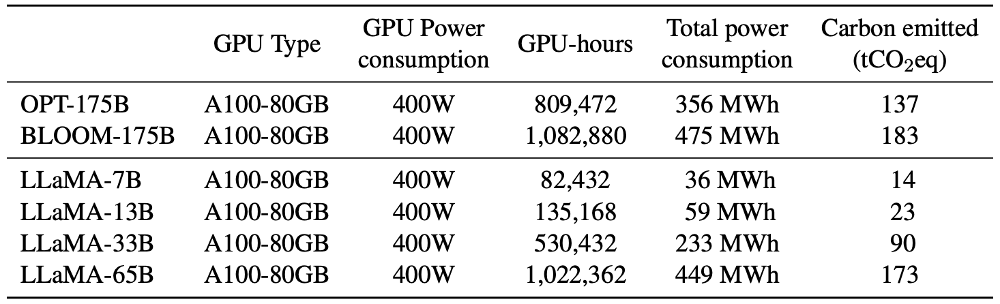 GPU Type GPU Power consumption GPU-hours Total power consumption Carbon emitted (tCO₂eq)
OPT-175B A100-80GB 400W 809,472 356 MWh 137
BLOOM-175B A100-80GB 400W 1,082,880 475 MWh 183
LLaMA-7B A100-80GB 400W 82,432 36 MWh 14
LLaMA-13B A100-80GB 400W 135,168 59 MWh 23
LLaMA-33B A100-80GB 400W 530,432 233 MWh 90
LLaMA-65B A100-80GB 400W 1,022,362 449 MWh 173